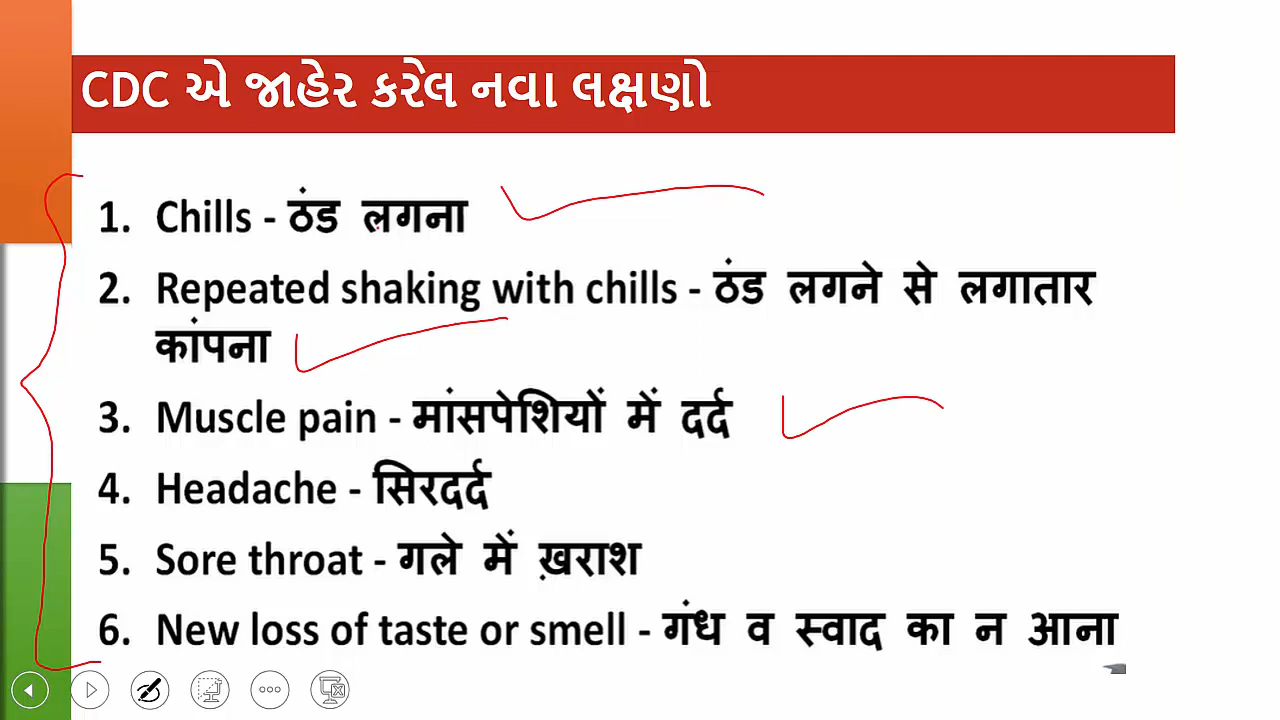 CDC એ જાહેર કરેલ નવા લક્ષણો
1. Chills - ठंड लगना
2. Repeated shaking with chills - ठंड लगने से लगातार
कांपना
3. Muscle pain - मांसपेशियों में दर्द
4. Headache - सिरदर्द
5. Sore throat - गले में ख़राश
6. New loss of taste or smell - गंध व स्वाद का न आना